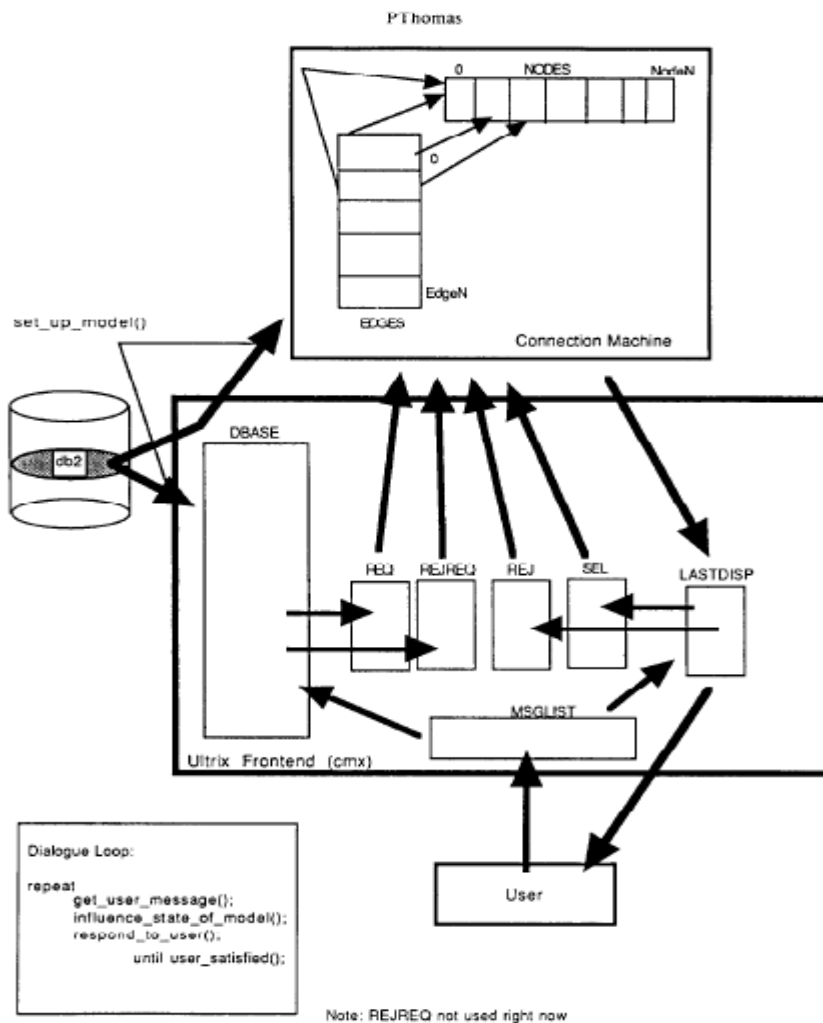 PThomas
0 NODES NodeN
0
EdgeN
EDGES
Connection Machine
set_up_model()
db2
DBASE
REQ REJREQ REJ SEL LASTDISP
MSGLIST
Ultrix Frontend (cmx)
User
Dialogue Loop:
repeat
get_user_message();
influence_state_of_model();
respond_to_user();
until user_satisfied();
Note: REJREQ not used right now